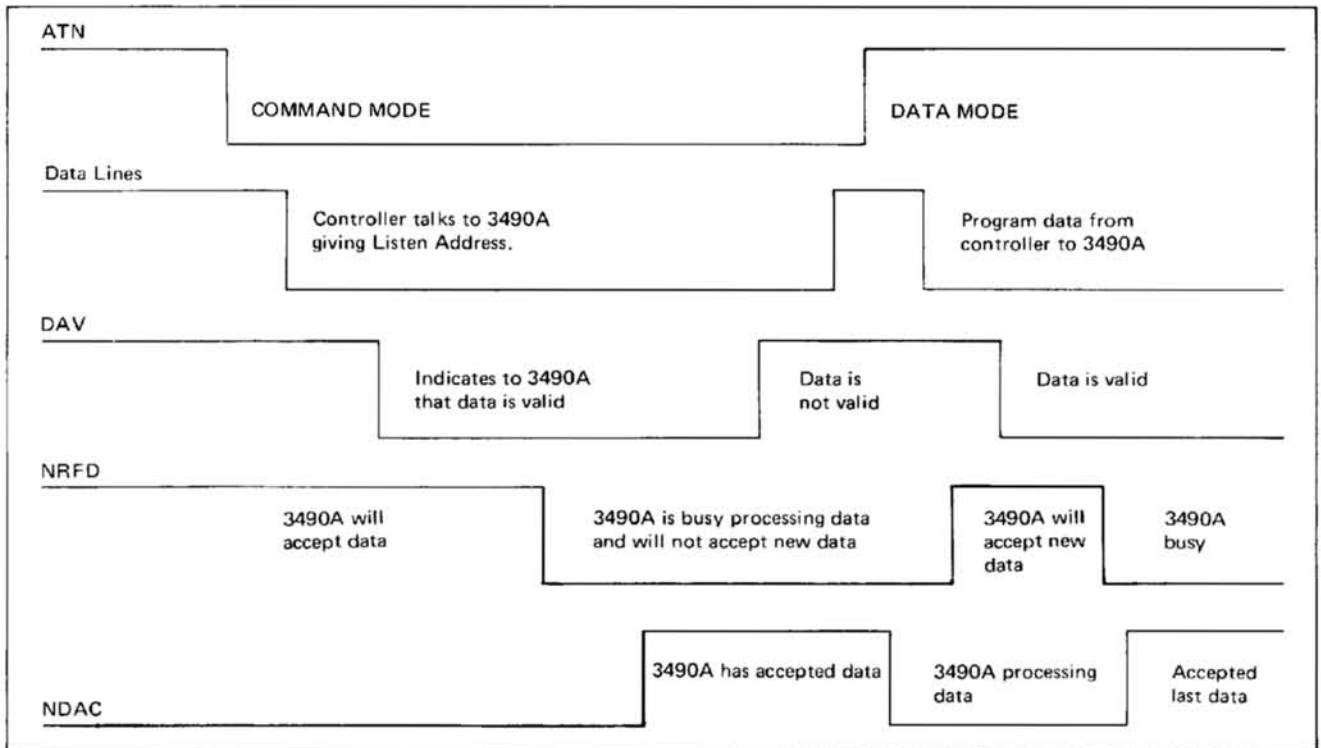 ATN
COMMAND MODE
DATA MODE
Data Lines
Controller talks to 3490A
giving Listen Address.
Program data from
controller to 3490A
DAV
Indicates to 3490A
that data is valid
Data is
not valid
Data is valid
NRFD
3490A will
accept data
3490A is busy processing data
and will not accept new data
3490A will
accept new
data
3490A
busy
3490A has accepted data
3490A processing
data
Accepted
last data
NDAC